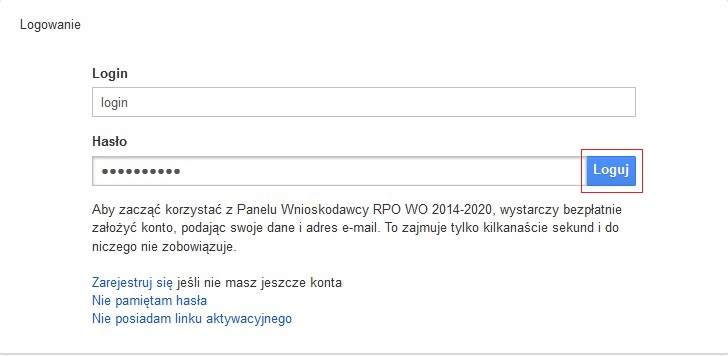 Logowanie
Login
login
Hasło
●●●●●●●●●●
Loguj
Aby zacząć korzystać z Panelu Wnioskodawcy RPO WO 2014-2020, wystarczy bezpłatnie
założyć konto, podając swoje dane i adres e-mail. To zajmuje tylko kilkanaście sekund i do
niczego nie zobowiązuje.
Zarejestruj się jeśli nie masz jeszcze konta
Nie pamiętam hasła
Nie posiadam linku aktywacyjnego